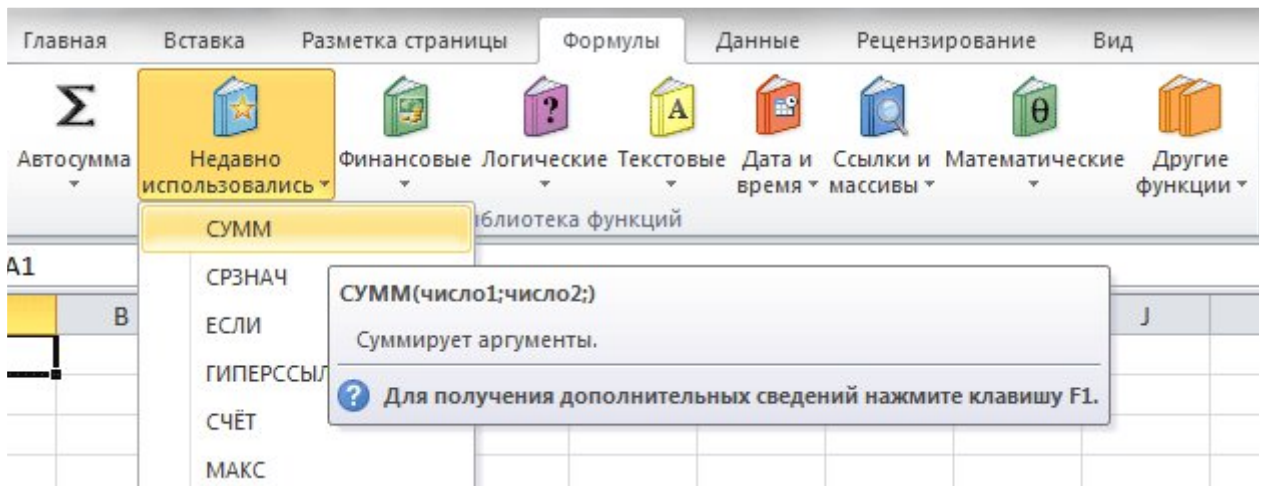 Главная Вставка Разметка страницы Формулы Данные Рецензирование Вид
Σ ? A θ
Автосумма Недавно использовались Финансовые Логические Текстовые Дата и время Ссылки и массивы Математические Другие функции
иблиотека функций
СУММ
A1
СРЗНАЧ
СУММ(число1;число2;)
B
J
ЕСЛИ
Суммирует аргументы.
ГИПЕРССЫЛ
? Для получения дополнительных сведений нажмите клавишу F1.
СЧЁТ
МАКС